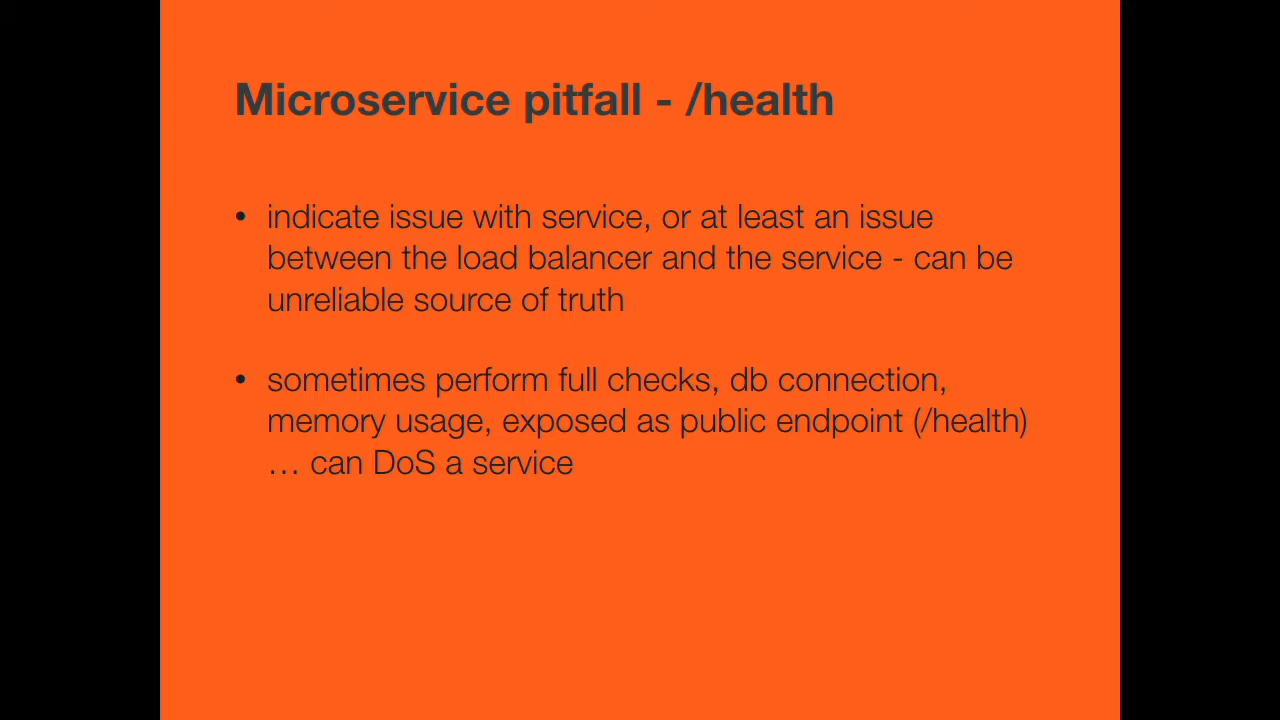 Microservice pitfall - /health
• indicate issue with service, or at least an issue
between the load balancer and the service - can be
unreliable source of truth
• sometimes perform full checks, db connection,
memory usage, exposed as public endpoint (/health)
… can DoS a service